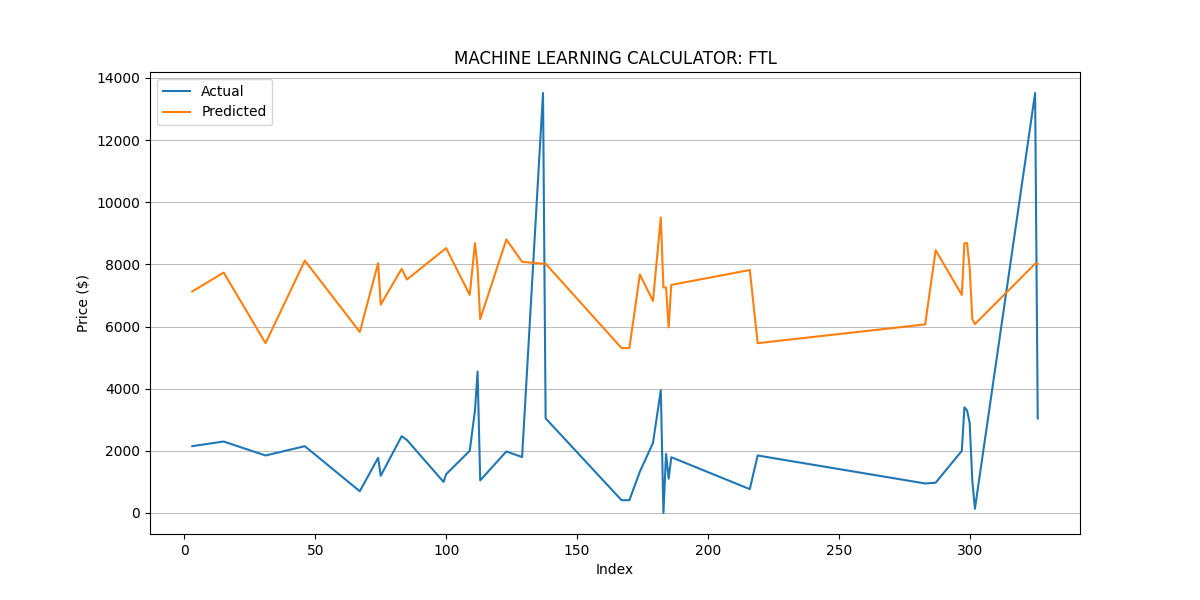 MACHINE LEARNING CALCULATOR: FTL
Actual
Predicted
14000
12000
10000
8000
6000
4000
2000
0
Price ($)
0 50 100 150 200 250 300
Index